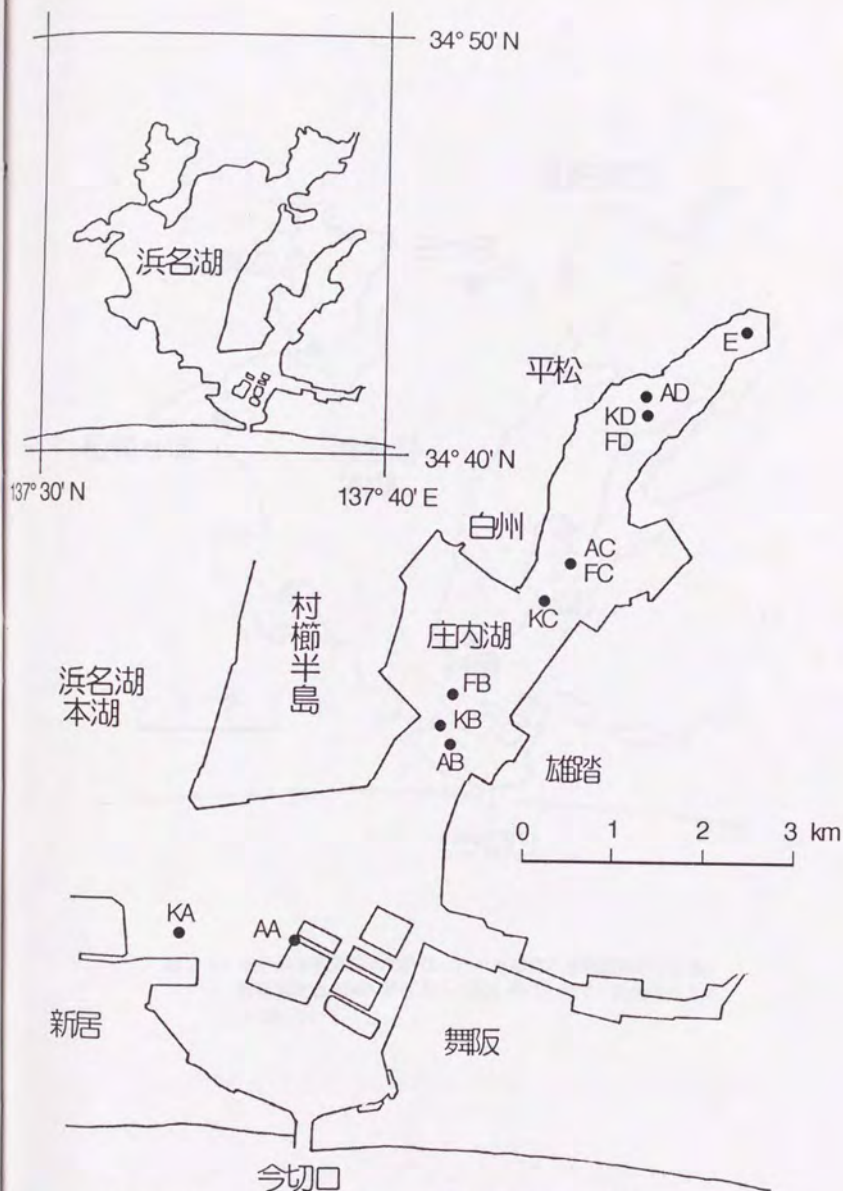 34° 50' N
浜名湖
34° 40' N
137° 30' N
137° 40' E
E
平松
AD
KD
FD
白州
AC
FC
KC
村櫛半島
庄内湖
浜名湖
本湖
FB
KB
AB
雄踏
0 1 2 3 km
KA
AA
新居
舞阪
今切口